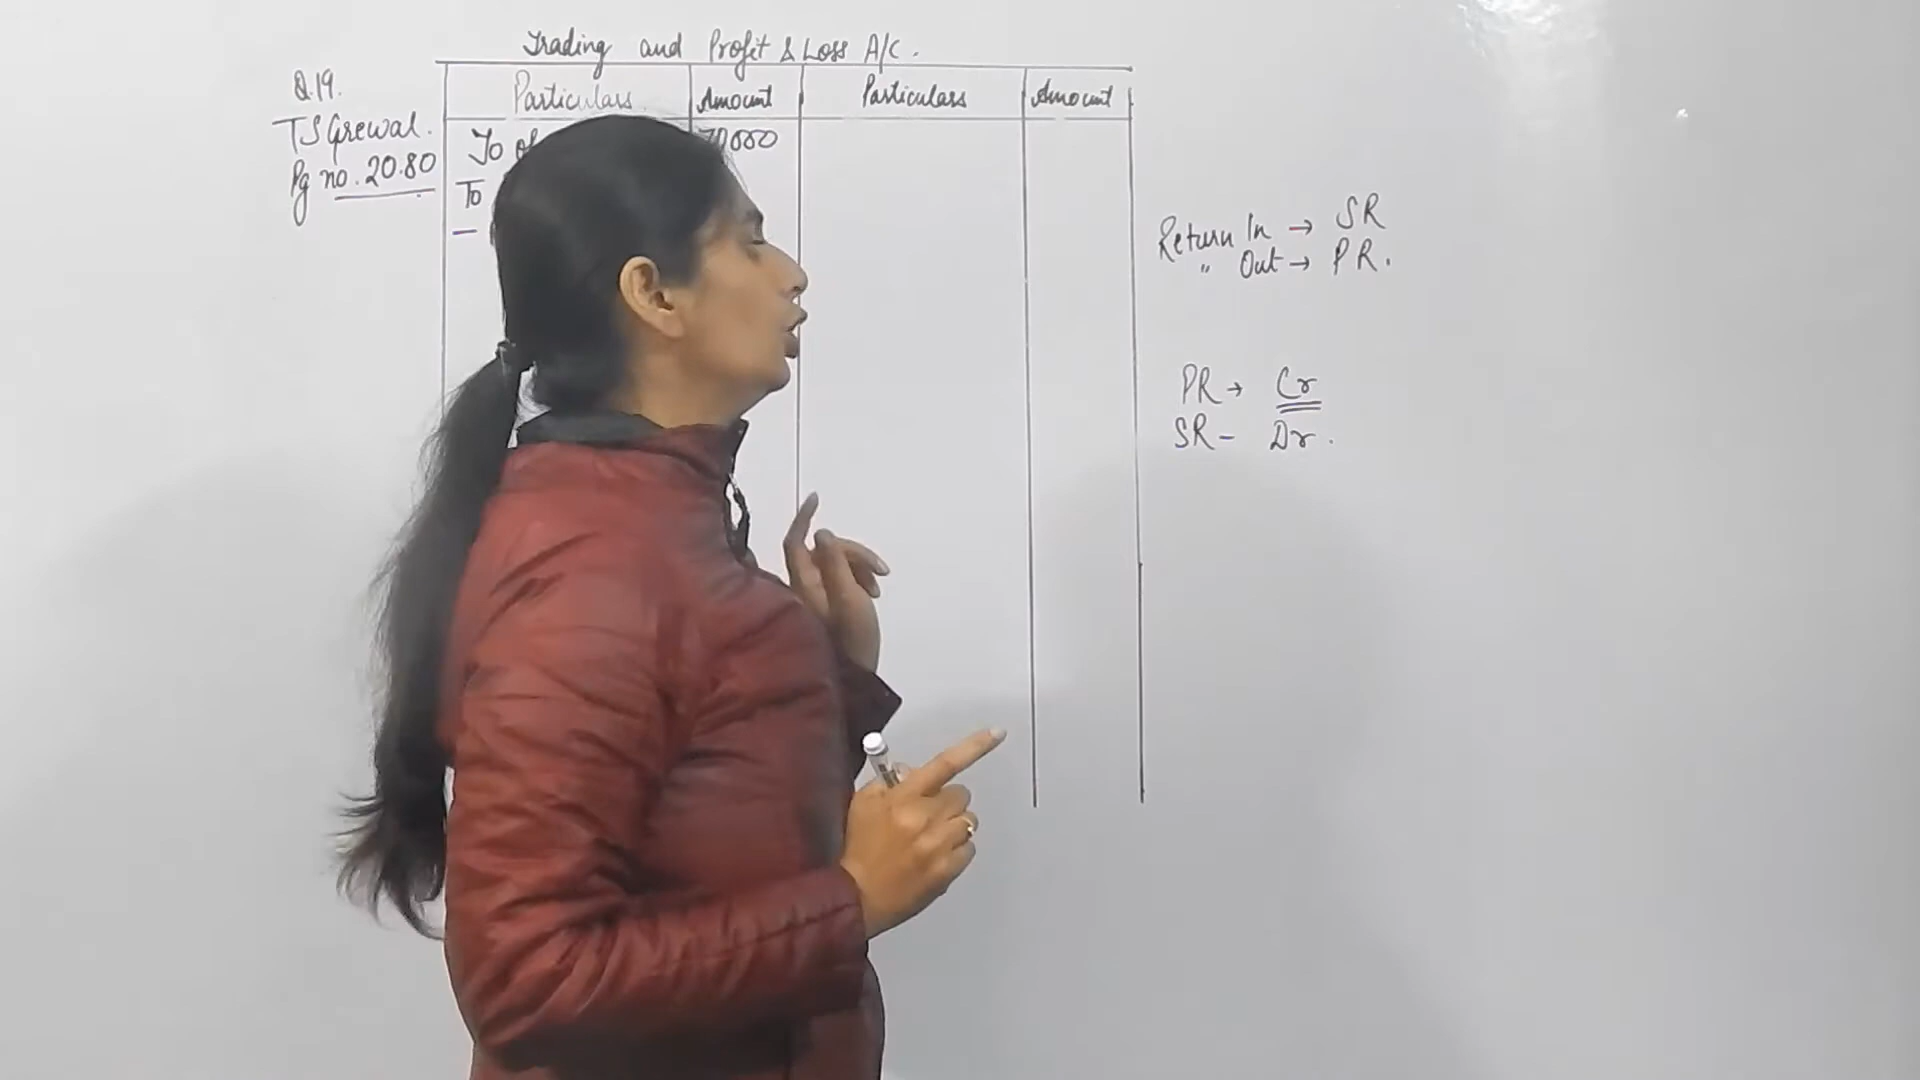 Trading and Profit & Loss A/C.
Q.19.
TS Grewal.
Pg no. 20.80
Particulars Amount Particulars Amount
To
To
—
Return In → SR
" Out → PR.
PR → Cr
SR - Dr.